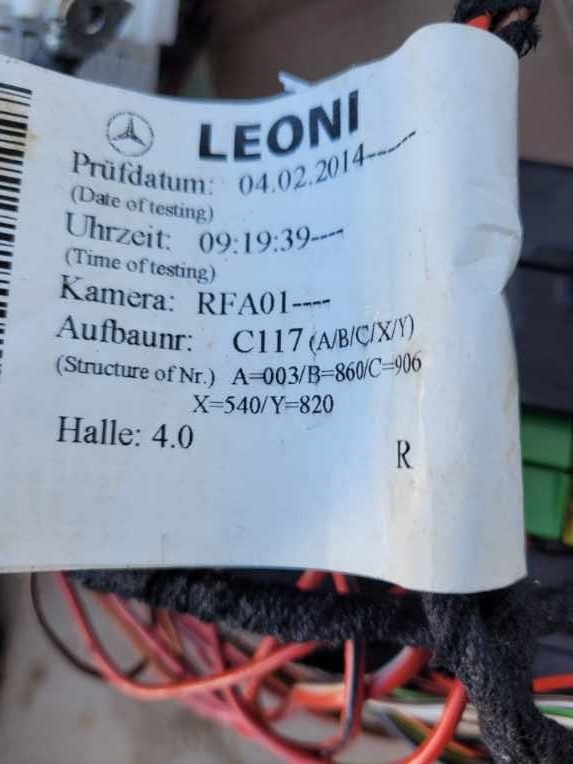 LEONI
Prüfdatum: 04.02.2014-----
(Date of testing)
Uhrzeit: 09:19:39----
(Time of testing)
Kamera: RFA01----
Aufbaunr: C117 (A/B/C/X/Y)
(Structure of Nr.) A=003/B=860/C=906
X=540/Y=820
Halle: 4.0
R